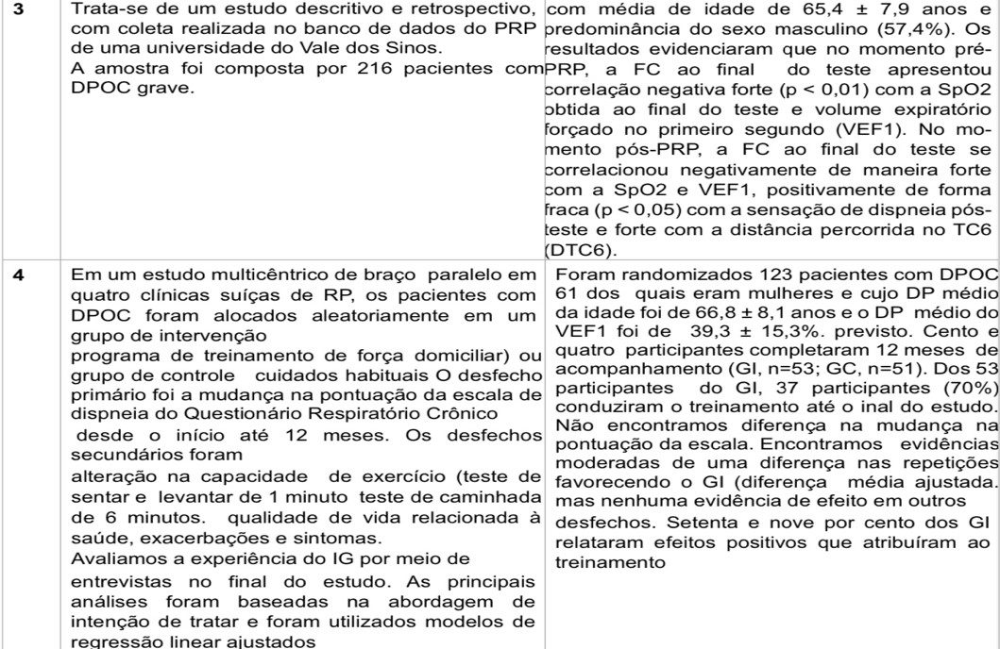 3
Trata-se de um estudo descritivo e retrospectivo,
com coleta realizada no banco de dados do PRP
de uma universidade do Vale dos Sinos.
A amostra foi composta por 216 pacientes com
DPOC grave.
com média de idade de 65,4 ± 7,9 anos e
predominância do sexo masculino (57,4%). Os
resultados evidenciaram que no momento pré-
PRP, a FC ao final do teste apresentou
correlação negativa forte (p < 0,01) com a SpO2
obtida ao final do teste e volume expiratório
forçado no primeiro segundo (VEF1). No mo-
mento pós-PRP, a FC ao final do teste se
correlacionou negativamente de maneira forte
com a SpO2 e VEF1, positivamente de forma
fraca (p < 0,05) com a sensação de dispneia pós-
teste e forte com a distância percorrida no TC6
(DTC6).
4
Em um estudo multicêntrico de braço paralelo em
quatro clínicas suíças de RP, os pacientes com
DPOC foram alocados aleatoriamente em um
grupo de intervenção
programa de treinamento de força domiciliar) ou
grupo de controle cuidados habituais O desfecho
primário foi a mudança na pontuação da escala de
dispneia do Questionário Respiratório Crônico
desde o início até 12 meses. Os desfechos
secundários foram
alteração na capacidade de exercício (teste de
sentar e levantar de 1 minuto teste de caminhada
de 6 minutos. qualidade de vida relacionada à
saúde, exacerbações e sintomas.
Avaliamos a experiência do IG por meio de
entrevistas no final do estudo. As principais
análises foram baseadas na abordagem de
intenção de tratar e foram utilizados modelos de
regressão linear ajustados
Foram randomizados 123 pacientes com DPOC
61 dos quais eram mulheres e cujo DP médio
da idade foi de 66,8 ± 8,1 anos e o DP médio do
VEF1 foi de 39,3 ± 15,3%. previsto. Cento e
quatro participantes completaram 12 meses de
acompanhamento (GI, n=53; GC, n=51). Dos 53
participantes do GI, 37 participantes (70%)
conduziram o treinamento até o inal do estudo.
Não encontramos diferença na mudança na
pontuação da escala. Encontramos evidências
moderadas de uma diferença nas repetições
favorecendo o GI (diferença média ajustada.
mas nenhuma evidência de efeito em outros
desfechos. Setenta e nove por cento dos GI
relataram efeitos positivos que atribuíram ao
treinamento